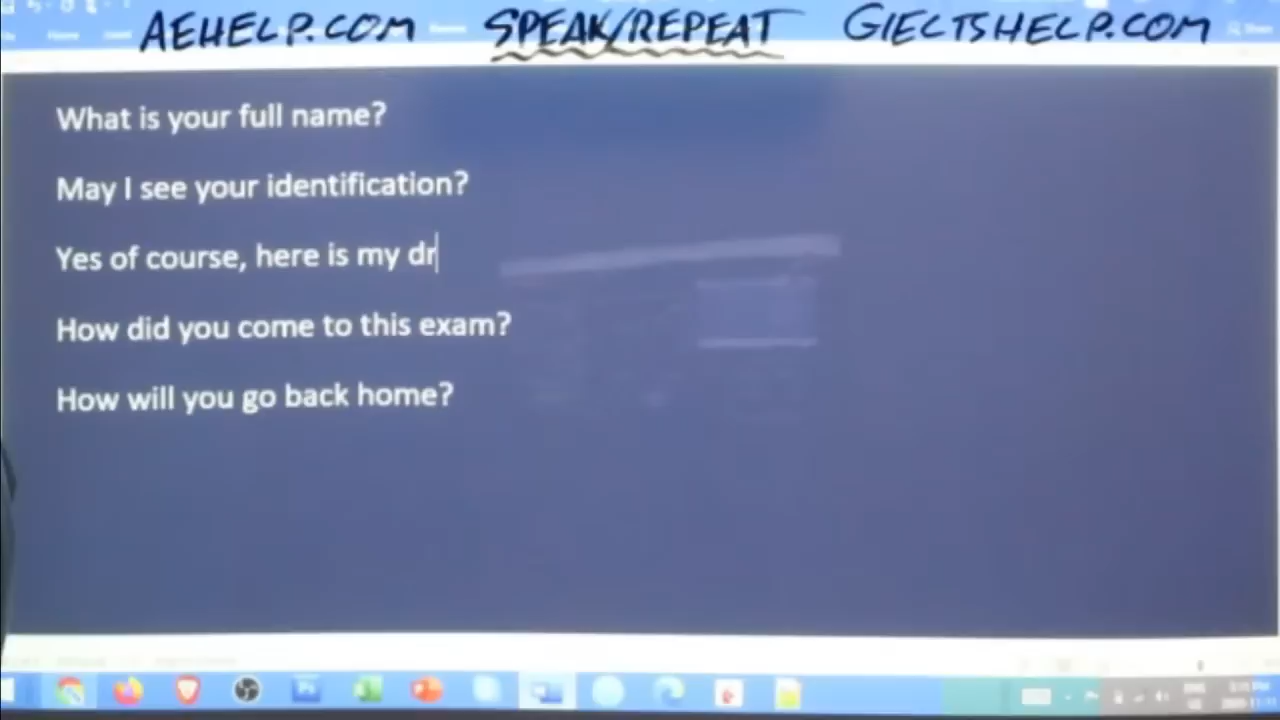 AEHELP.COM SPEAK/REPEAT GIELTSHELP.COM
What is your full name?
May I see your identification?
Yes of course, here is my dr
How did you come to this exam?
How will you go back home?